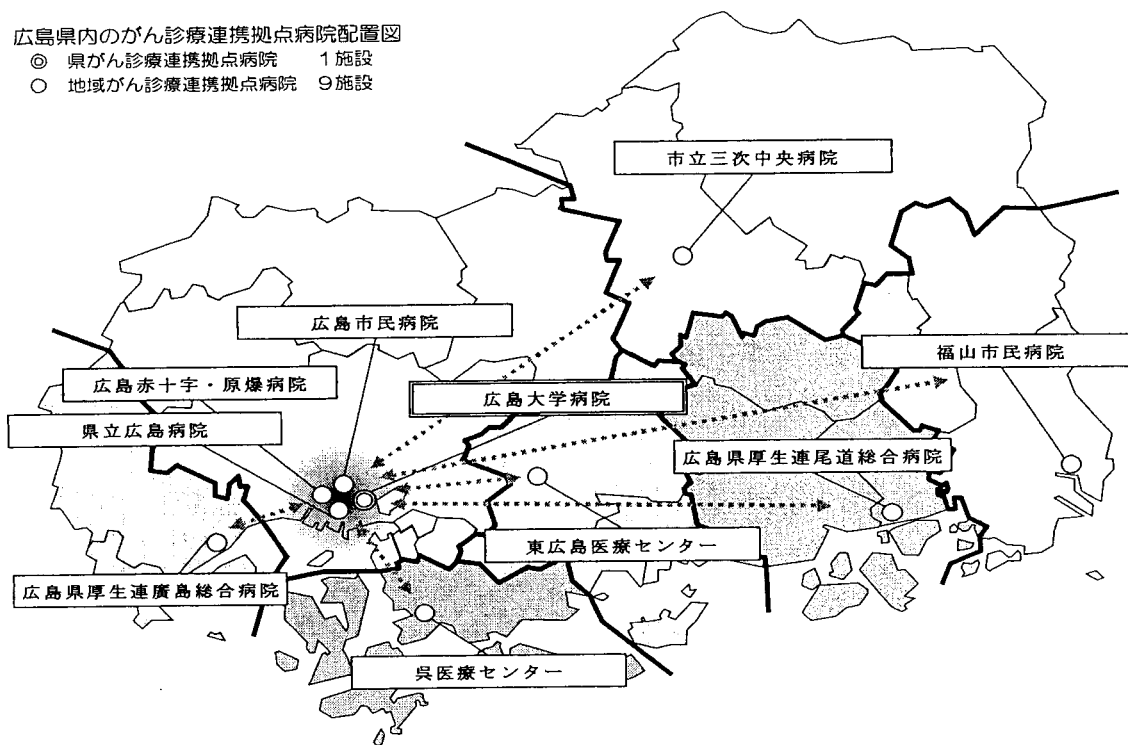 広島県内のがん診療連携拠点病院配置図
◎ 県がん診療連携拠点病院 1施設
○ 地域がん診療連携拠点病院 9施設
市立三次中央病院
広島市民病院
福山市民病院
広島赤十字・原爆病院
広島大学病院
県立広島病院
広島県厚生連尾道総合病院
東広島医療センター
広島県厚生連廣島総合病院
呉医療センター